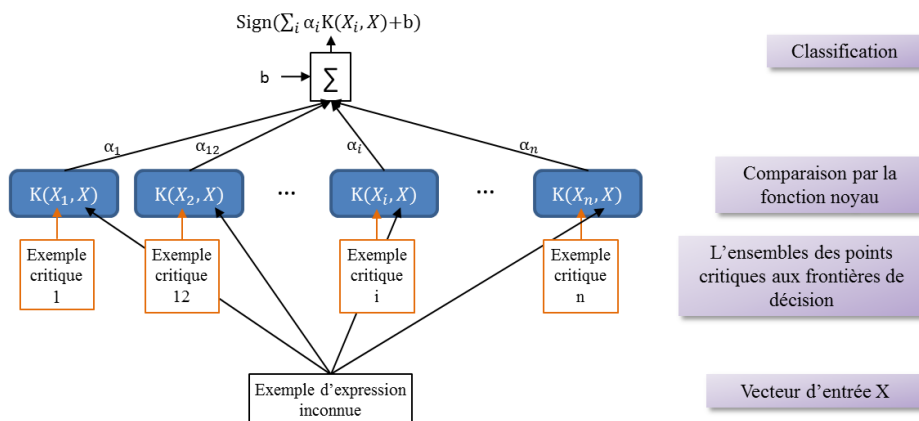 Sign(∑ᵢ αᵢK(Xᵢ, X)+b)
Classification
b
∑
α₁
α₁₂
αᵢ
αₙ
K(X₁, X)
K(X₂, X)
...
K(Xᵢ, X)
...
K(Xₙ, X)
Comparaison par la
fonction noyau
Exemple
critique
1
Exemple
critique
12
Exemple
critique
i
Exemple
critique
n
L'ensembles des points
critiques aux frontières de
décision
Exemple d'expression
inconnue
Vecteur d'entrée X